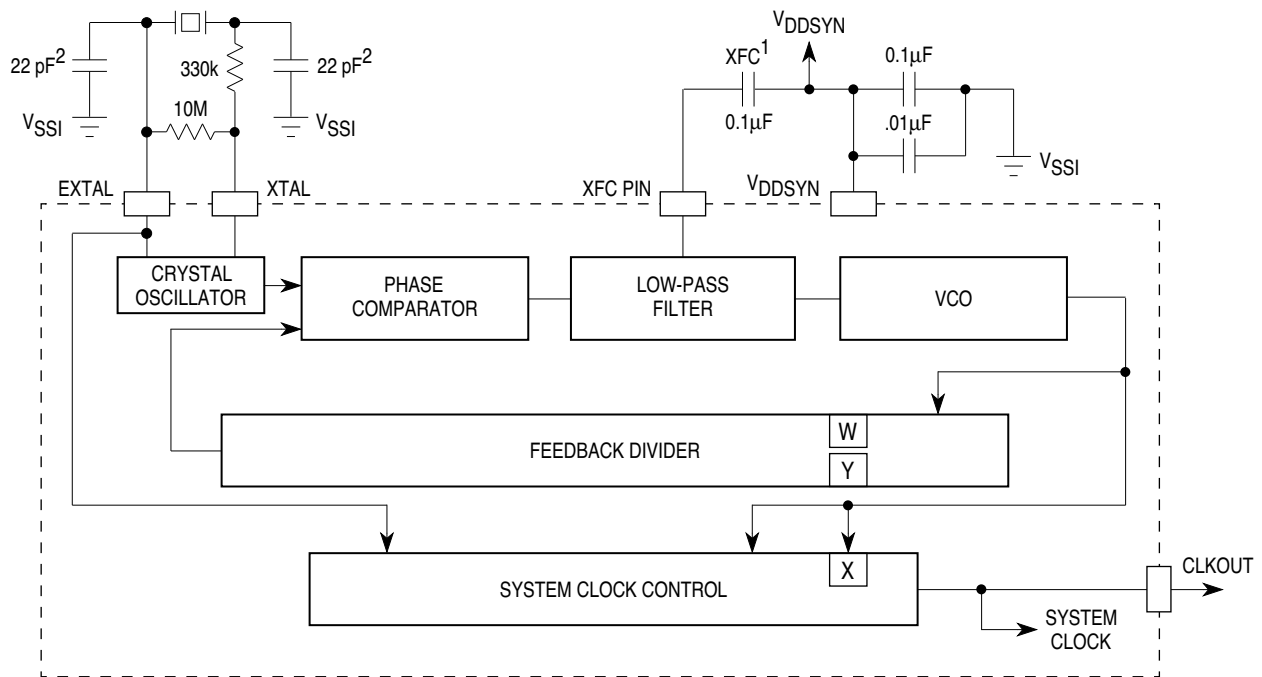 22 pF2
330k
22 pF2
10M
VSSI
VSSI
VDDSYN
XFC1
0.1µF
0.1µF
.01µF
VSSI
EXTAL
XTAL
XFC PIN
VDDSYN
CRYSTAL
OSCILLATOR
PHASE
COMPARATOR
LOW-PASS
FILTER
VCO
FEEDBACK DIVIDER
W
Y
SYSTEM CLOCK CONTROL
X
CLKOUT
SYSTEM
CLOCK